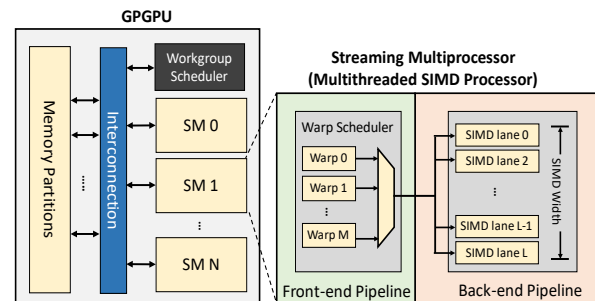 GPGPU
Memory Partitions
Interconnection
Workgroup
Scheduler
SM 0
SM 1
SM N
Streaming Multiprocessor
(Multithreaded SIMD Processor)
Warp Scheduler
Warp 0
Warp 1
Warp M
Front-end Pipeline
SIMD lane 0
SIMD lane 2
SIMD lane L-1
SIMD lane L
SIMD Width
Back-end Pipeline